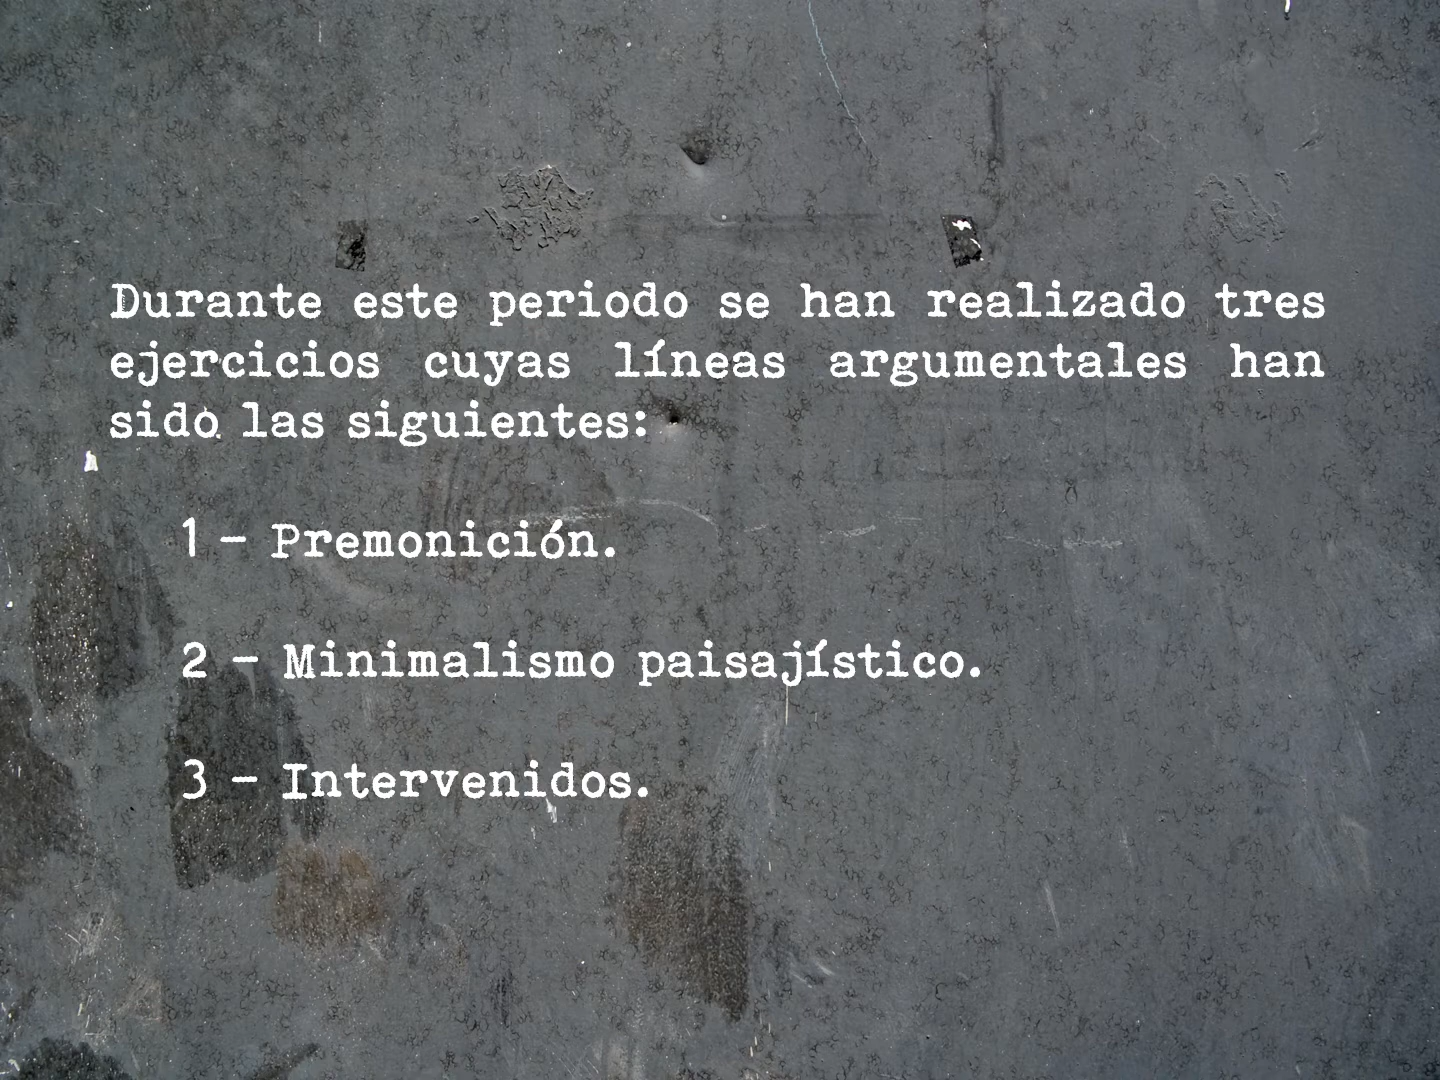 Durante este periodo se han realizado tres
ejercicios cuyas líneas argumentales han
sido las siguientes:
1 – Premonición.
2 – Minimalismo paisajístico.
3 – Intervenidos.